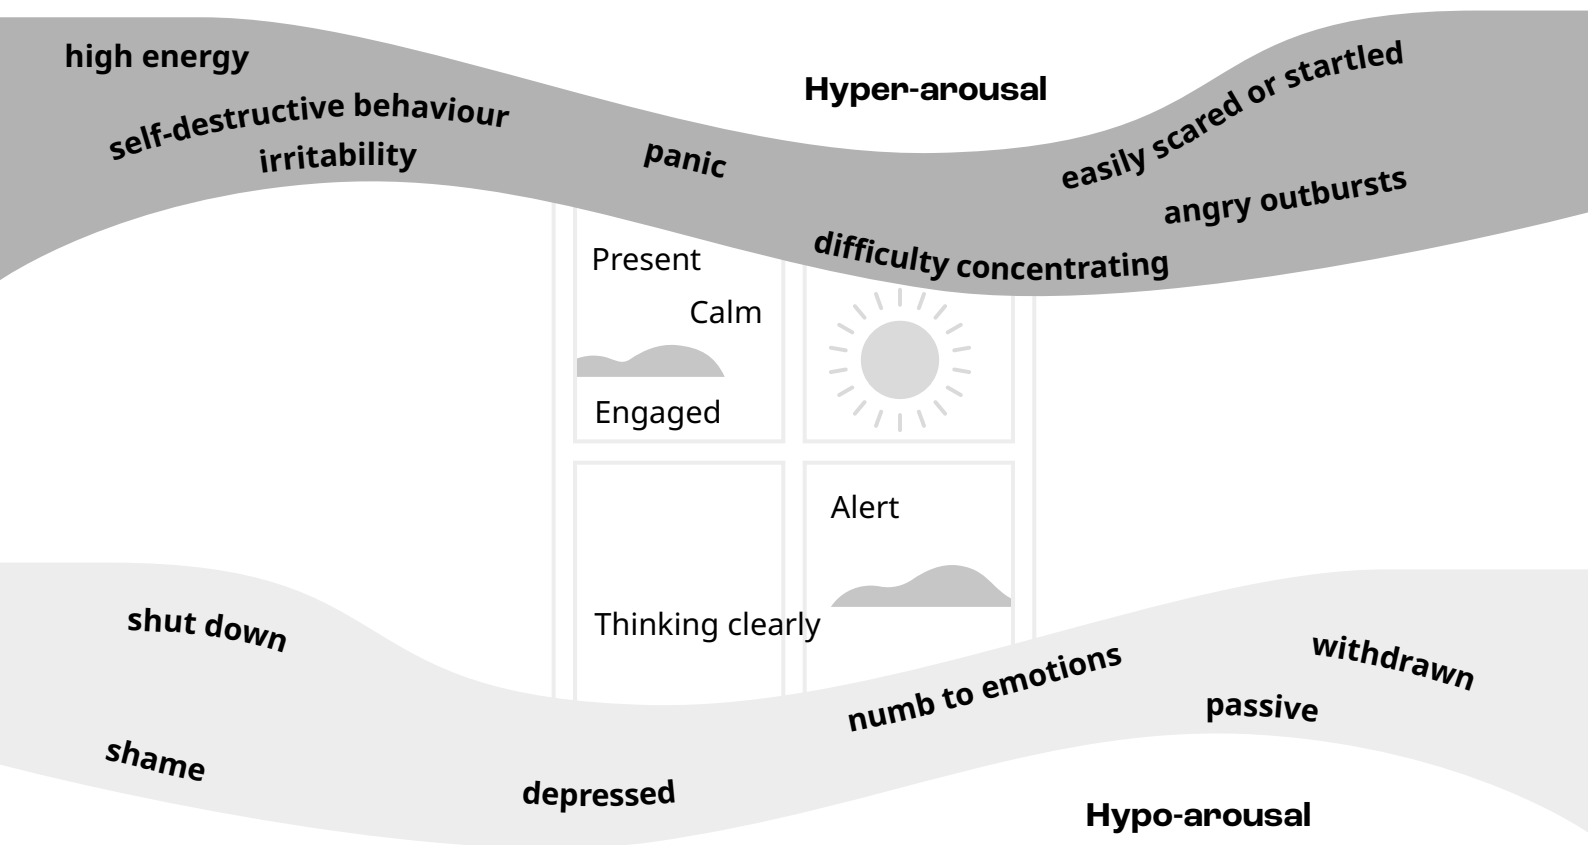 high energy
Hyper-arousal
self-destructive behaviour
irritability
panic
easily scared or startled
angry outbursts
difficulty concentrating
Present
Calm
Engaged
Alert
Thinking clearly
shut down
numb to emotions
withdrawn
passive
shame
depressed
Hypo-arousal